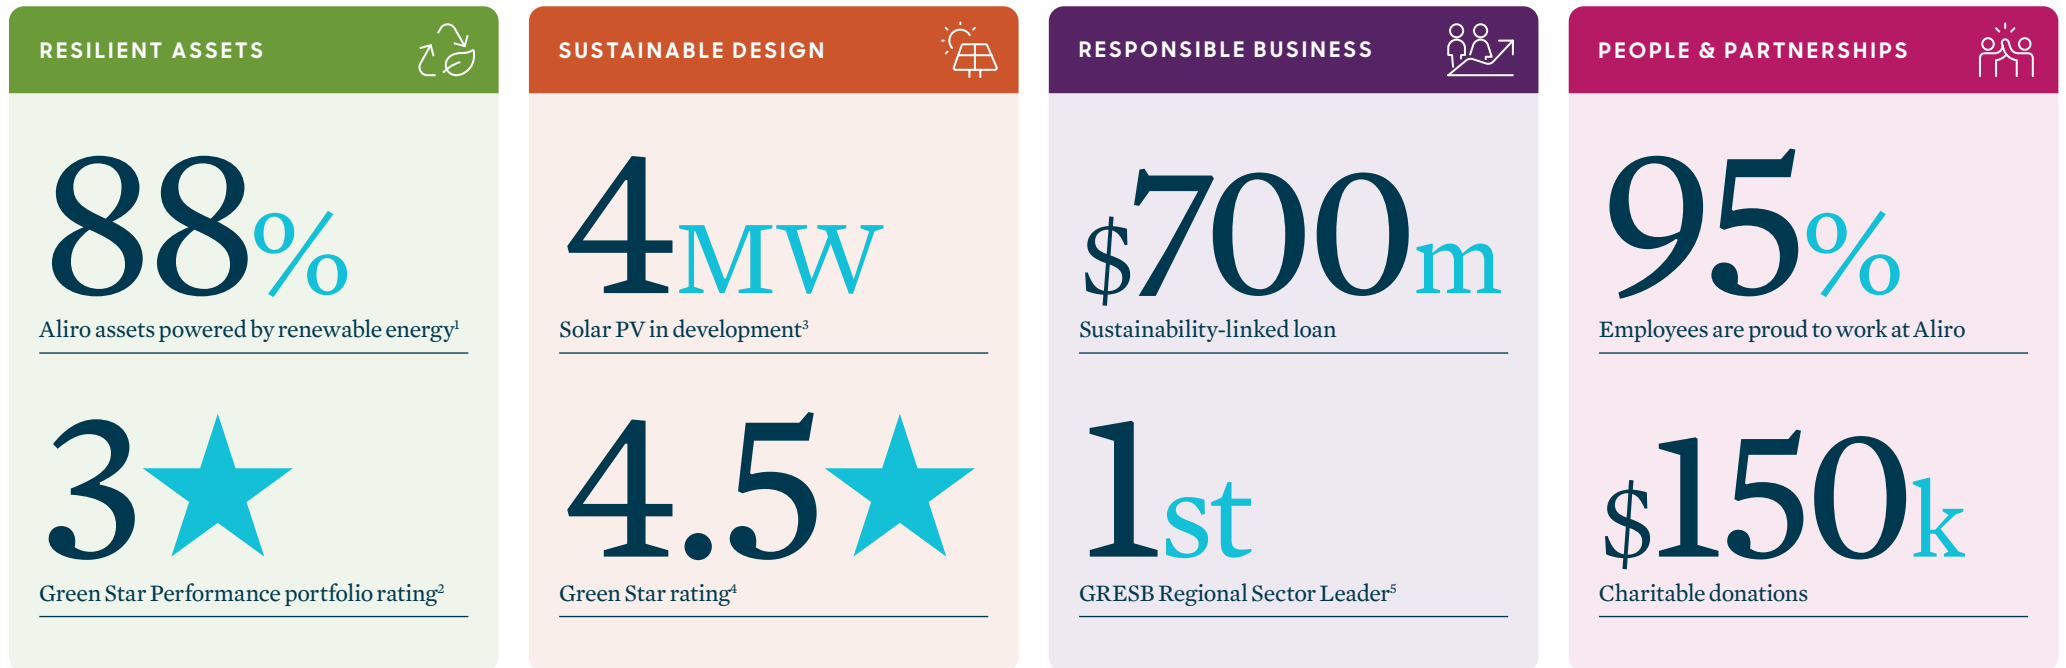 RESILIENT ASSETS
88%
Aliro assets powered by renewable energy¹
3★
Green Star Performance portfolio rating²
SUSTAINABLE DESIGN
4MW
Solar PV in development³
4.5★
Green Star rating⁴
RESPONSIBLE BUSINESS
$700m
Sustainability-linked loan
1st
GRESB Regional Sector Leader⁵
PEOPLE & PARTNERSHIPS
95%
Employees are proud to work at Aliro
$150k
Charitable donations